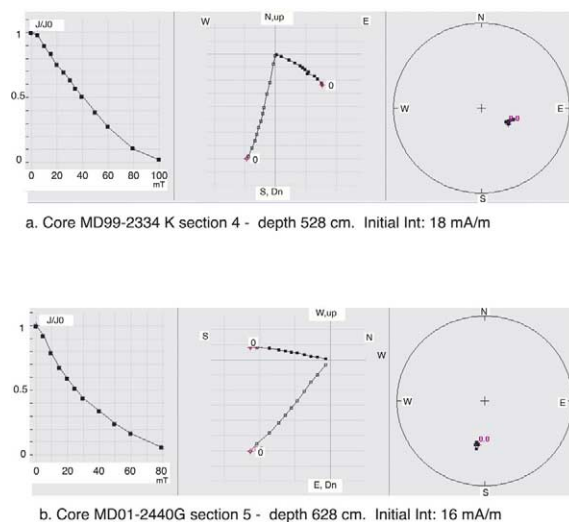 J/J0
1
0.5
0
0 20 40 60 80 100
mT
W N,up E
0
0
S, Dn
N
W E
0.0
S
a. Core MD99-2334 K section 4 - depth 528 cm. Initial Int: 18 mA/m
J/J0
1
0.5
0
0 20 40 60 80
mT
W,up
S N
W
0
0
E, Dn
N
W E
0.0
S
b. Core MD01-2440G section 5 - depth 628 cm. Initial Int: 16 mA/m